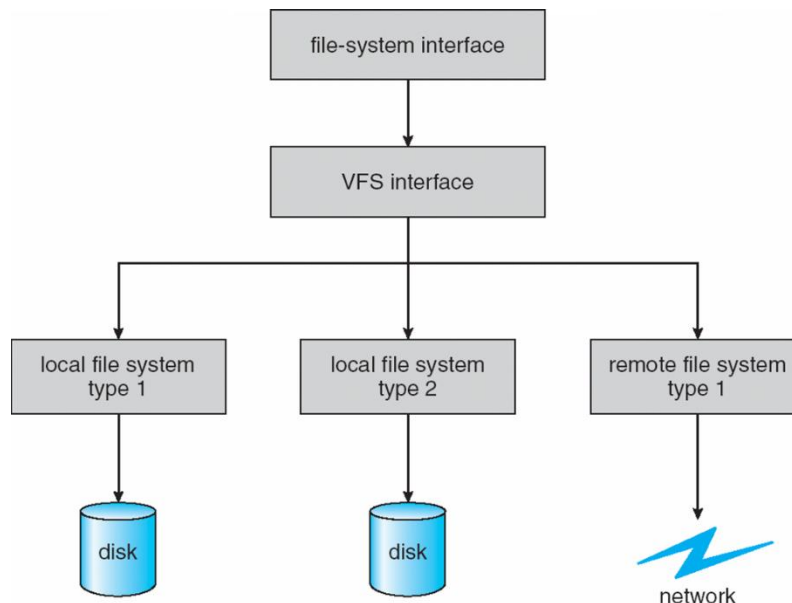 file-system interface
VFS interface
local file system
type 1
local file system
type 2
remote file system
type 1
disk
disk
network